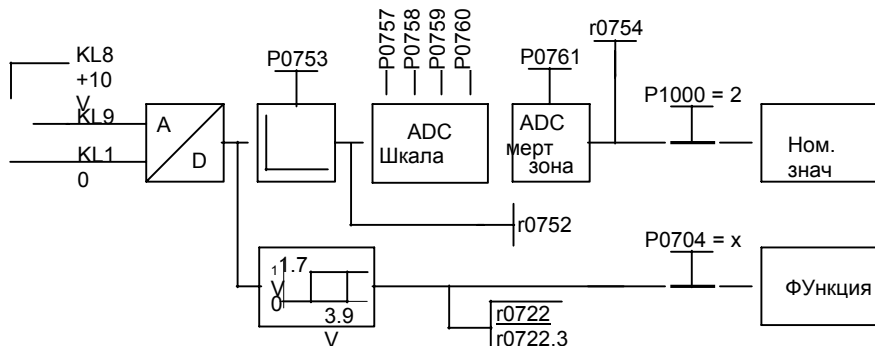 KL8
+10
V
KL9
KL1
0
A
D
P0753
P0757
P0758
P0759
P0760
ADC
Шкала
P0761
ADC
мерт
зона
r0754
P1000 = 2
Ном.
знач
r0752
1
1.7
V
0
3.9
V
r0722
r0722.3
P0704 = x
ФУнкция